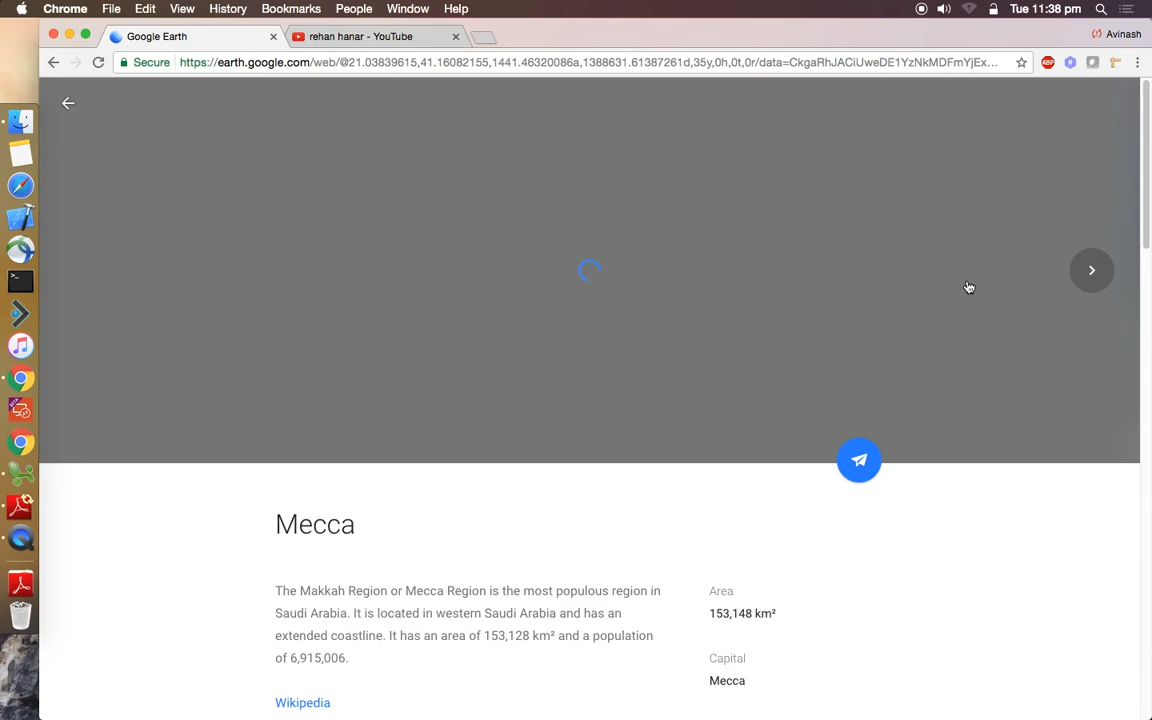 Chrome File Edit View History Bookmarks People Window Help Tue 11:38 pm
Google Earth rehan hanar - YouTube Avinash
Secure https://earth.google.com/web/@21.03839615,41.16082155,1441.46320086a,1388631.61387261d,35y,0h,0t,0r/data=CkgaRhJACiUweDE1YzNkMDFmYjEx... ABP
Mecca
The Makkah Region or Mecca Region is the most populous region in
Saudi Arabia. It is located in western Saudi Arabia and has an
extended coastline. It has an area of 153,128 km² and a population
of 6,915,006.
Wikipedia
Area
153,148 km²
Capital
Mecca